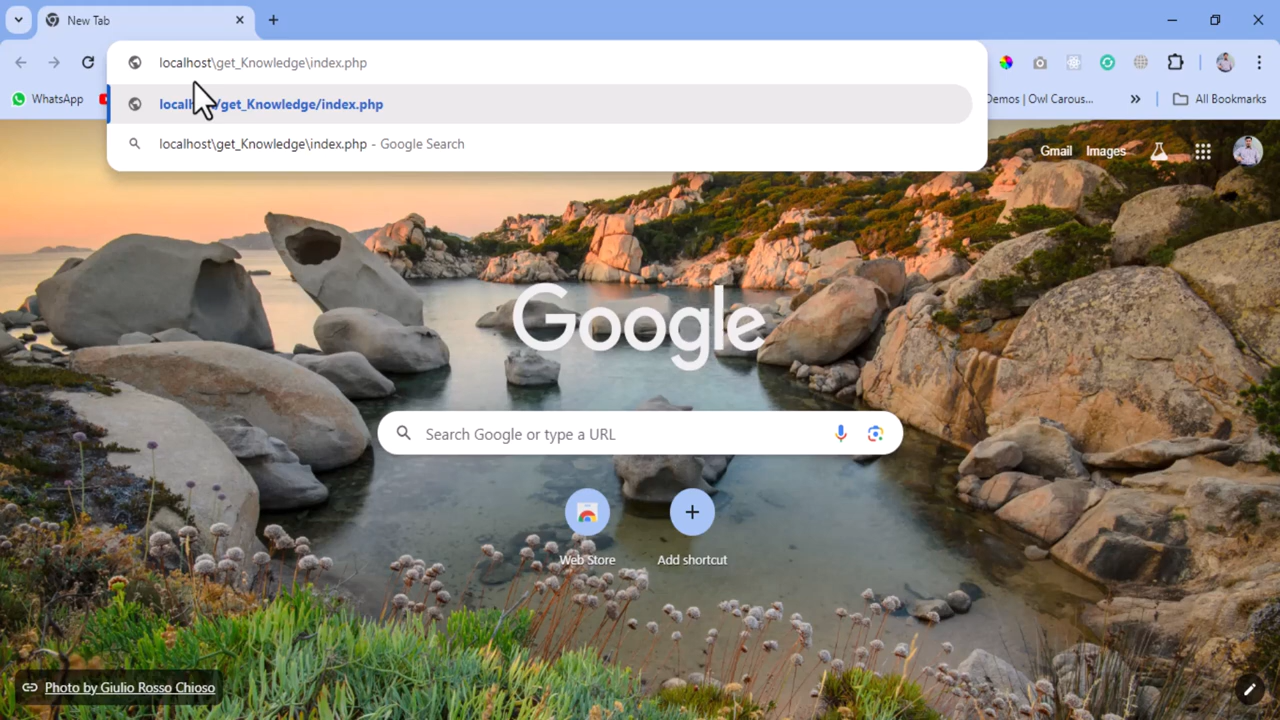 New Tab
localhost\get_Knowledge\index.php
/get_Knowledge/index.php
localhost\get_Knowledge\index.php - Google Search
WhatsApp
Demos | Owl Carous...
All Bookmarks
Gmail
Images
Google
Search Google or type a URL
Web Store
Add shortcut
Photo by Giulio Rosso Chioso